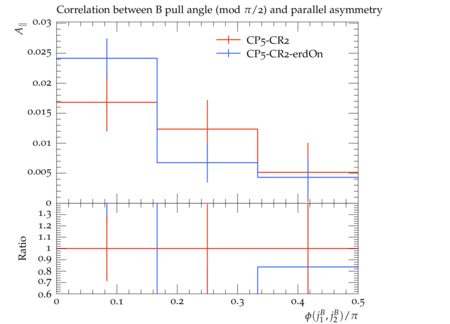 Correlation between B pull angle (mod π/2) and parallel asymmetry
A∥
0.03
CP5-CR2
CP5-CR2-erdOn
0.025
0.02
0.015
0.01
0.005
0
Ratio
1.3
1.2
1.1
1
0.9
0.8
0.7
0.6
0 0.1 0.2 0.3 0.4 0.5
ϕ(j₁ᴮ, j₂ᴮ)/π